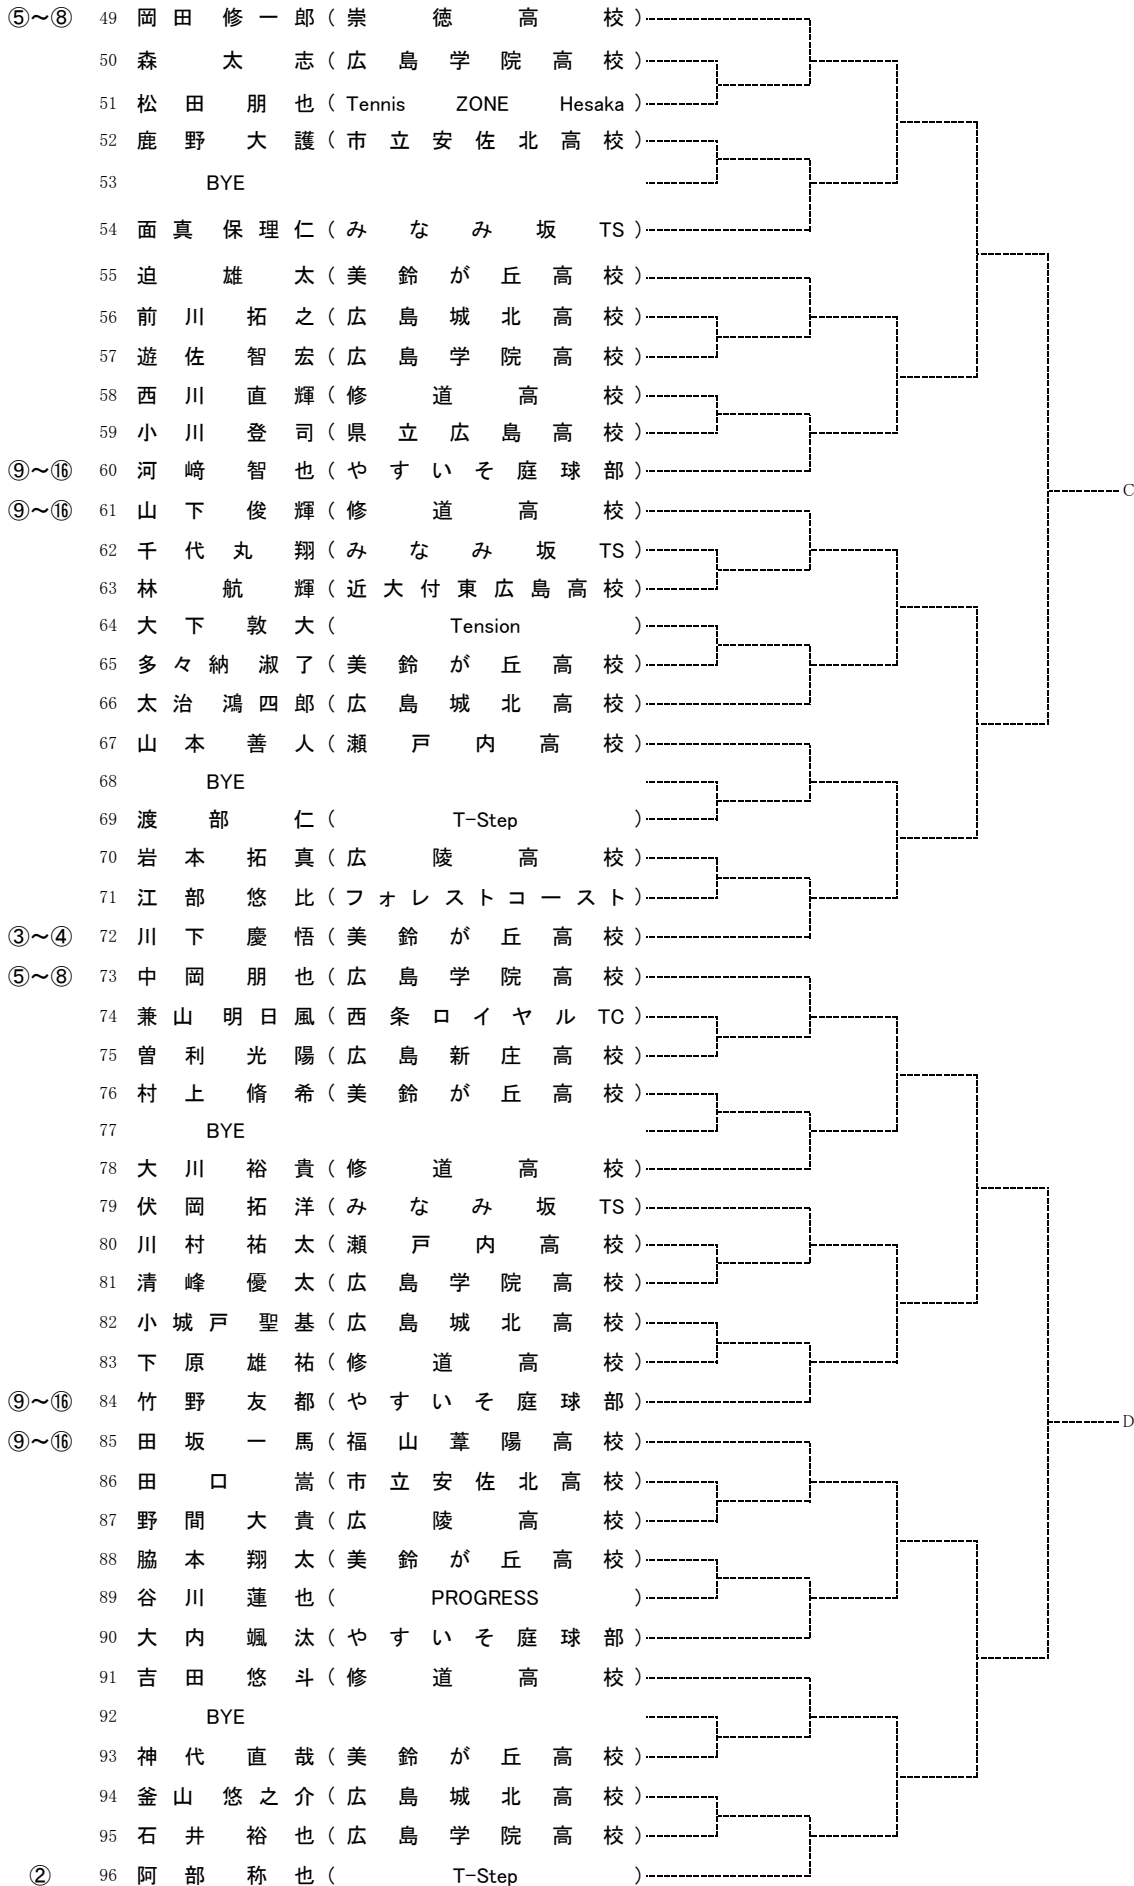 ⑤～⑧ 49 岡田 修一郎 (崇徳高校)
50 森 太志 (広島学院高校)
51 松田 朋也 (Tennis ZONE Hesaka)
52 鹿野 大護 (市立安佐北高校)
53 BYE
54 面真 保理仁 (みなみ坂TS)
55 迫 雄太 (美鈴が丘高校)
56 前川 拓之 (広島城北高校)
57 遊佐 智宏 (広島学院高校)
58 西川 直輝 (修道高校)
59 小川 登司 (県立広島高校)
⑨～⑯ 60 河﨑 智也 (やすいそ庭球部)
C
⑨～⑯ 61 山下 俊輝 (修道高校)
62 千代丸 翔 (みなみ坂TS)
63 林 航輝 (近大付東広島高校)
64 大下 敦大 (Tension)
65 多々納 淑了 (美鈴が丘高校)
66 太治 鴻四郎 (広島城北高校)
67 山本 善人 (瀬戸内高校)
68 BYE
69 渡部 仁 (T-Step)
70 岩本 拓真 (広陵高校)
71 江部 悠比 (フォレストコースト)
③～④ 72 川下 慶悟 (美鈴が丘高校)
⑤～⑧ 73 中岡 朋也 (広島学院高校)
74 兼山 明日風 (西条ロイヤルTC)
75 曽利 光陽 (広島新庄高校)
76 村上 脩希 (美鈴が丘高校)
77 BYE
78 大川 裕貴 (修道高校)
79 伏岡 拓洋 (みなみ坂TS)
80 川村 祐太 (瀬戸内高校)
81 清峰 優太 (広島学院高校)
82 小城戸 聖基 (広島城北高校)
83 下原 雄祐 (修道高校)
⑨～⑯ 84 竹野 友都 (やすいそ庭球部)
D
⑨～⑯ 85 田坂 一馬 (福山葦陽高校)
86 田口 嵩 (市立安佐北高校)
87 野間 大貴 (広陵高校)
88 脇本 翔太 (美鈴が丘高校)
89 谷川 蓮也 (PROGRESS)
90 大内 颯汰 (やすいそ庭球部)
91 吉田 悠斗 (修道高校)
92 BYE
93 神代 直哉 (美鈴が丘高校)
94 釜山 悠之介 (広島城北高校)
95 石井 裕也 (広島学院高校)
② 96 阿部 称也 (T-Step)